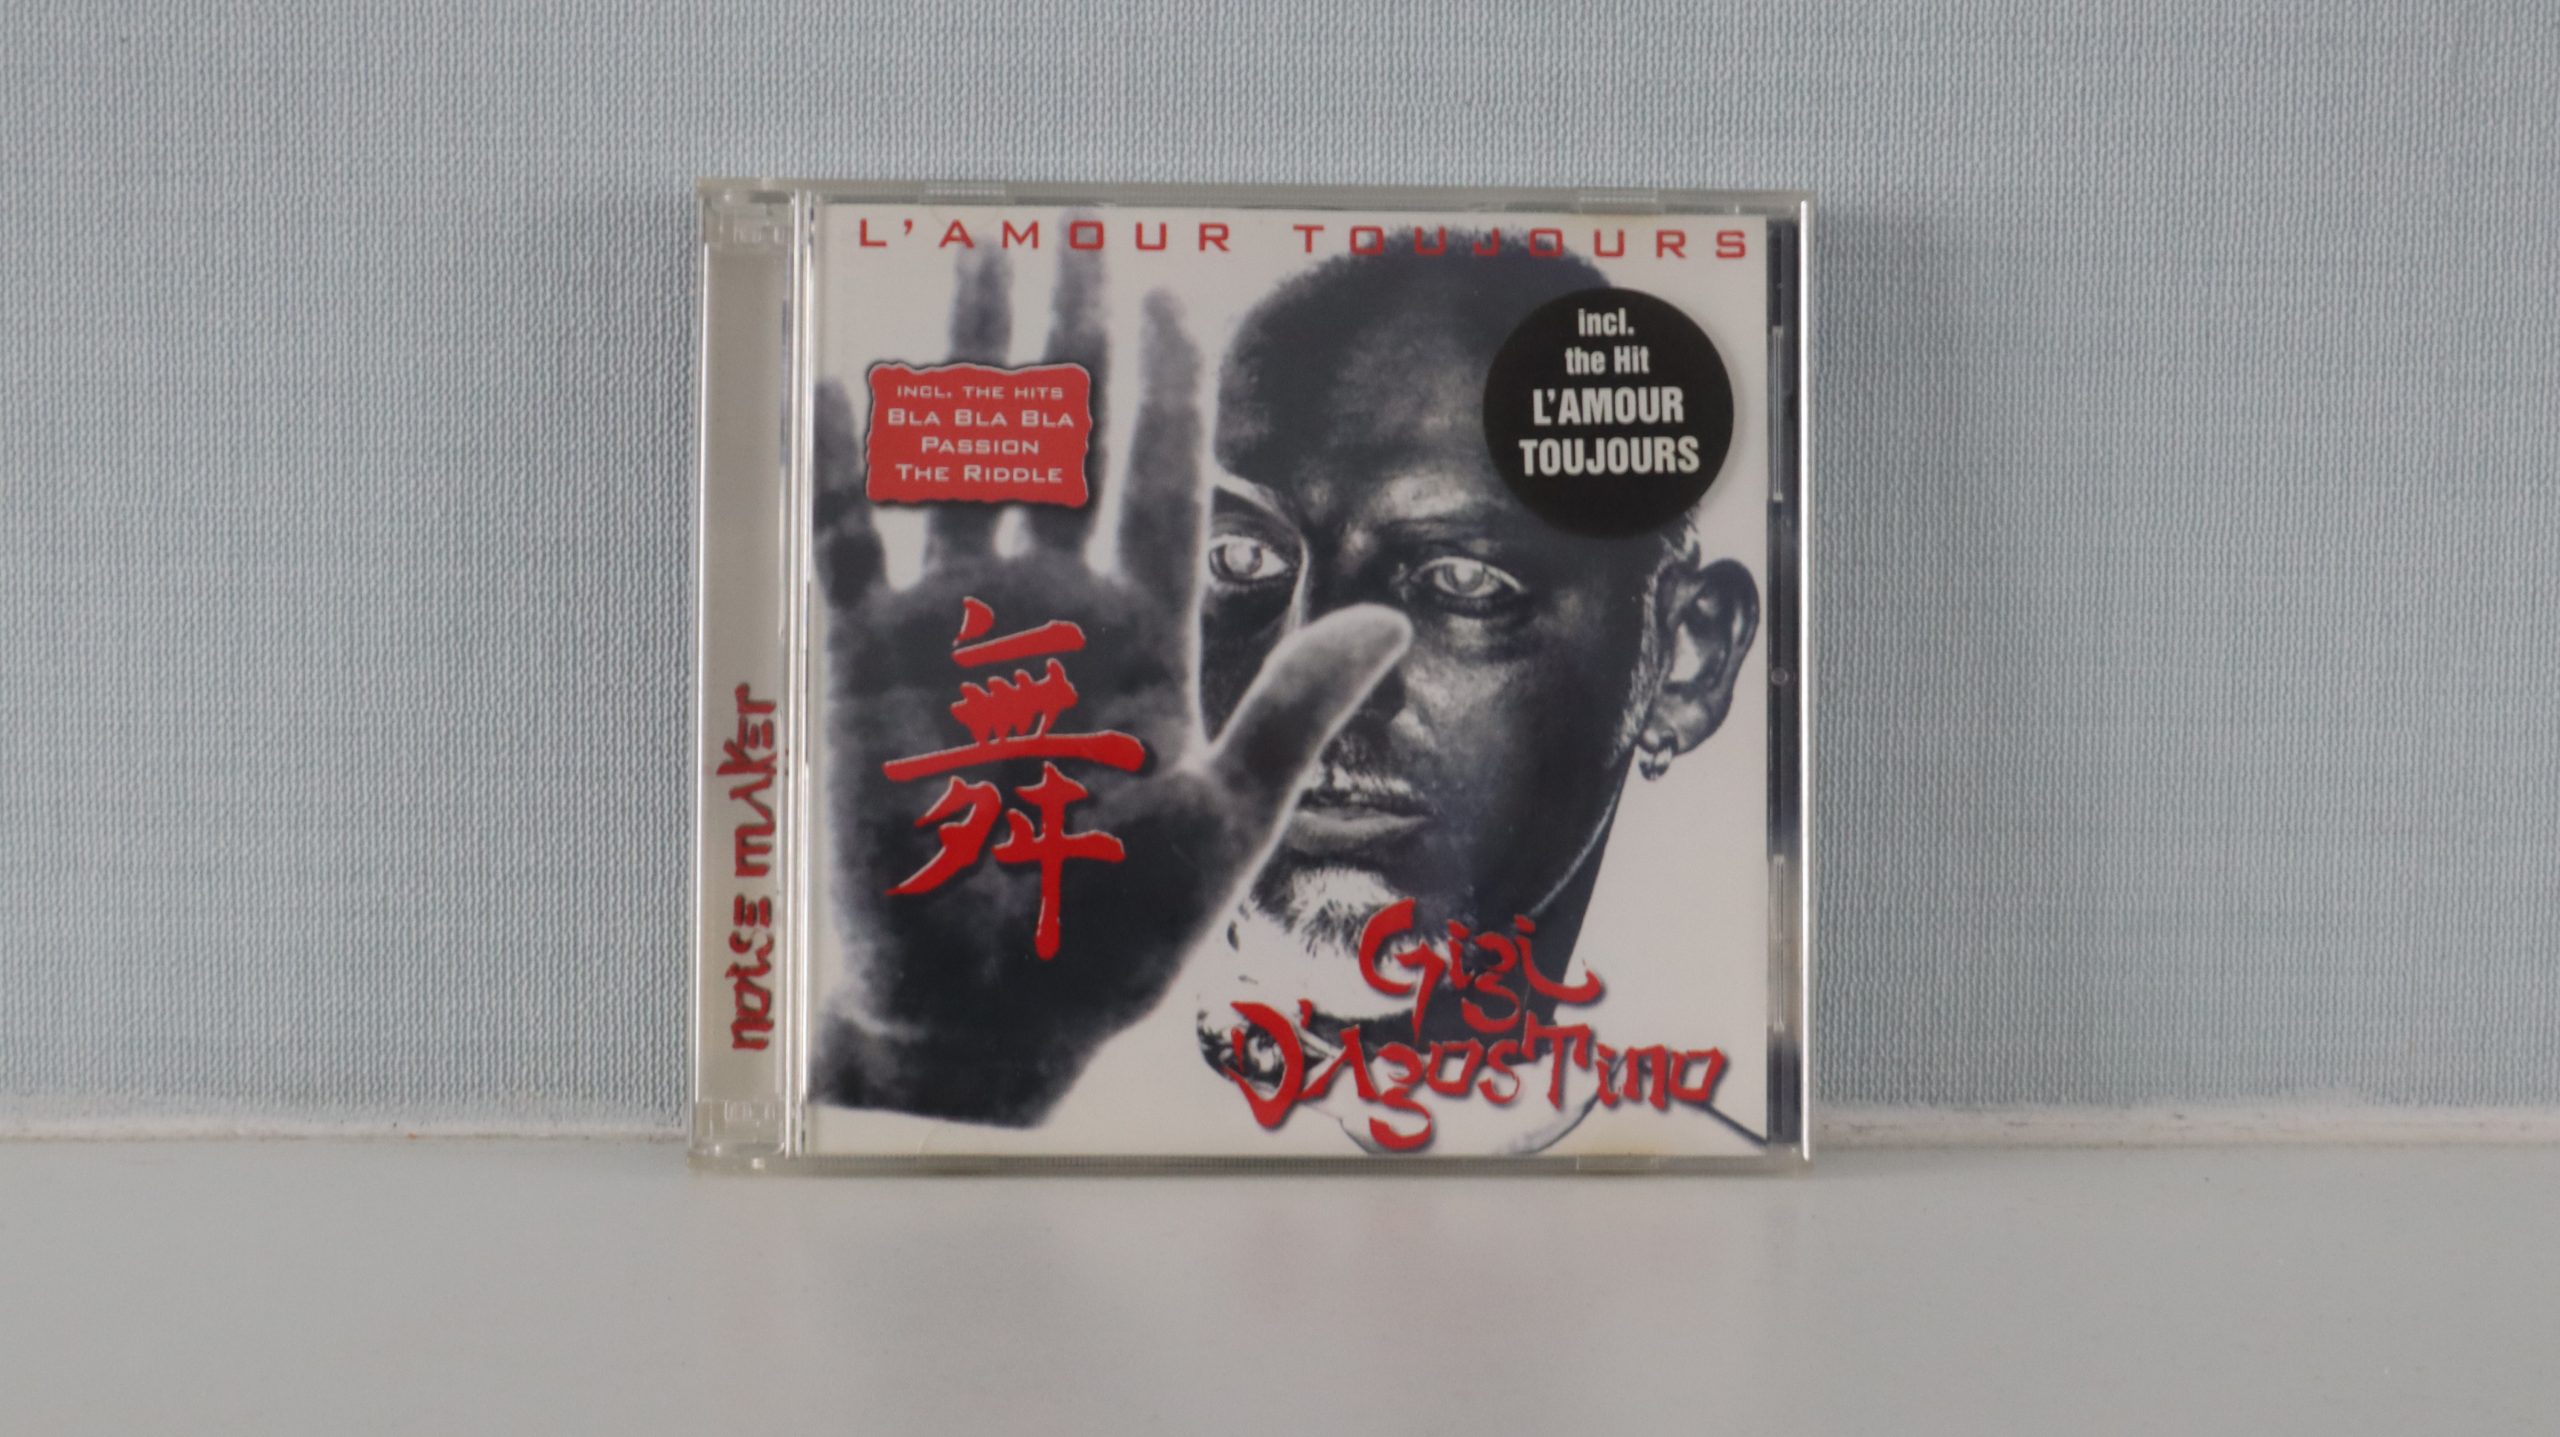 L'AMOUR TOUJOURS
incl.
the Hit
L'AMOUR
TOUJOURS
INCL. THE HITS
BLA BLA BLA
PASSION
THE RIDDLE
舞
Gigi
D'Agostino
NOISE MAKER